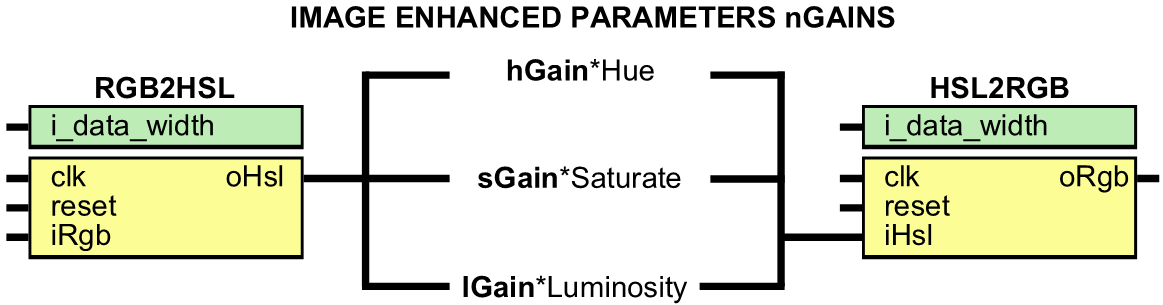 IMAGE ENHANCED PARAMETERS nGAINS
RGB2HSL
i_data_width
clk
oHsl
reset
iRgb
hGain*Hue
sGain*Saturate
lGain*Luminosity
HSL2RGB
i_data_width
clk
oRgb
reset
iHsl